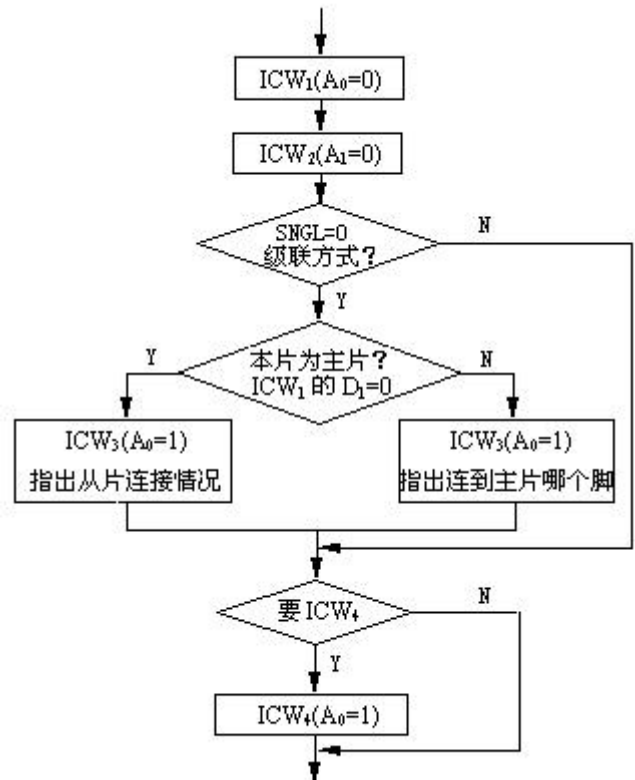 ICW₁(A₀=0)
ICW₂(A₁=0)
SNGL=0
级联方式?
N
Y
本片为主片?
ICW₁ 的 D₁=0
Y
N
ICW₃(A₀=1)
指出从片连接情况
ICW₃(A₀=1)
指出连到主片哪个脚
要 ICW₄
N
Y
ICW₄(A₀=1)